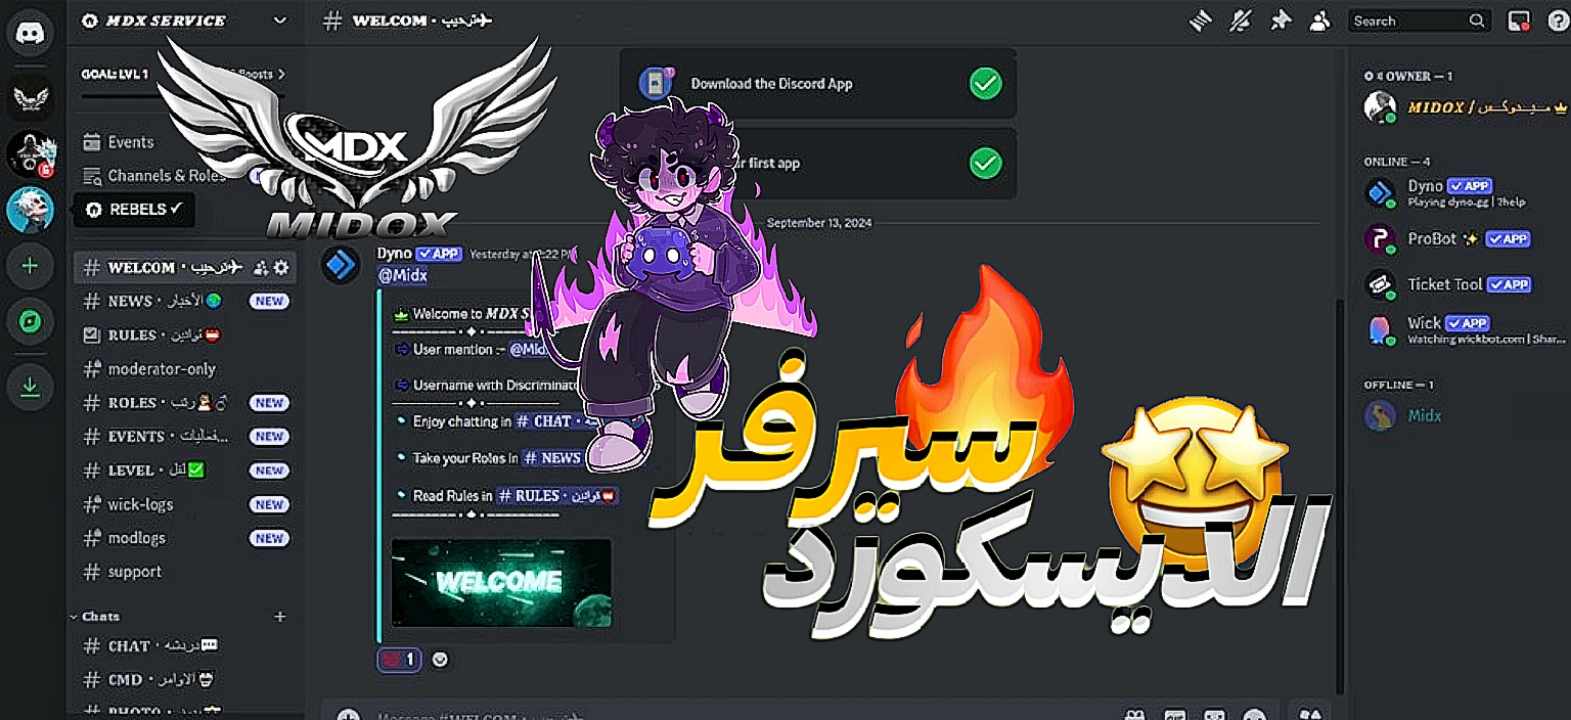 MDX SERVICE
# WELCOM · ترحيب✈
Search
GOAL: LVL 1
Boosts >
Events
Channels & Roles
REBELS ✓
# WELCOM · ترحيب✈
# NEWS · الأخبار🌍 NEW
RULES · قوانين
# moderator-only
# ROLES · رتب NEW
# EVENTS · فعاليات... NEW
# LEVEL · لفل✅ NEW
# wick-logs NEW
# modlogs NEW
# support
Chats +
# CHAT · دردشه💬
# CMD · الاوامر
# PHOTO
MDX
MIDOX
Download the Discord App
first app
September 13, 2024
Dyno ✓ APP Yesterday at
@Midx
Welcome to MDX S
User mention :- @Mid
Username with Discriminat
Enjoy chatting in # CHAT ·
Take your Roles in # NEWS
Read Rules in # RULES · قوانين
WELCOME
1
Message #WELCOM ·
سيرفر
الديسكورد
OWNER — 1
MIDOX / مـيـدوكـس
ONLINE — 4
Dyno ✓ APP
Playing dyno.gg | ?help
ProBot ✨ ✓ APP
Ticket Tool ✓ APP
Wick ✓ APP
Watching wickbot.com | Shar...
OFFLINE — 1
Midx